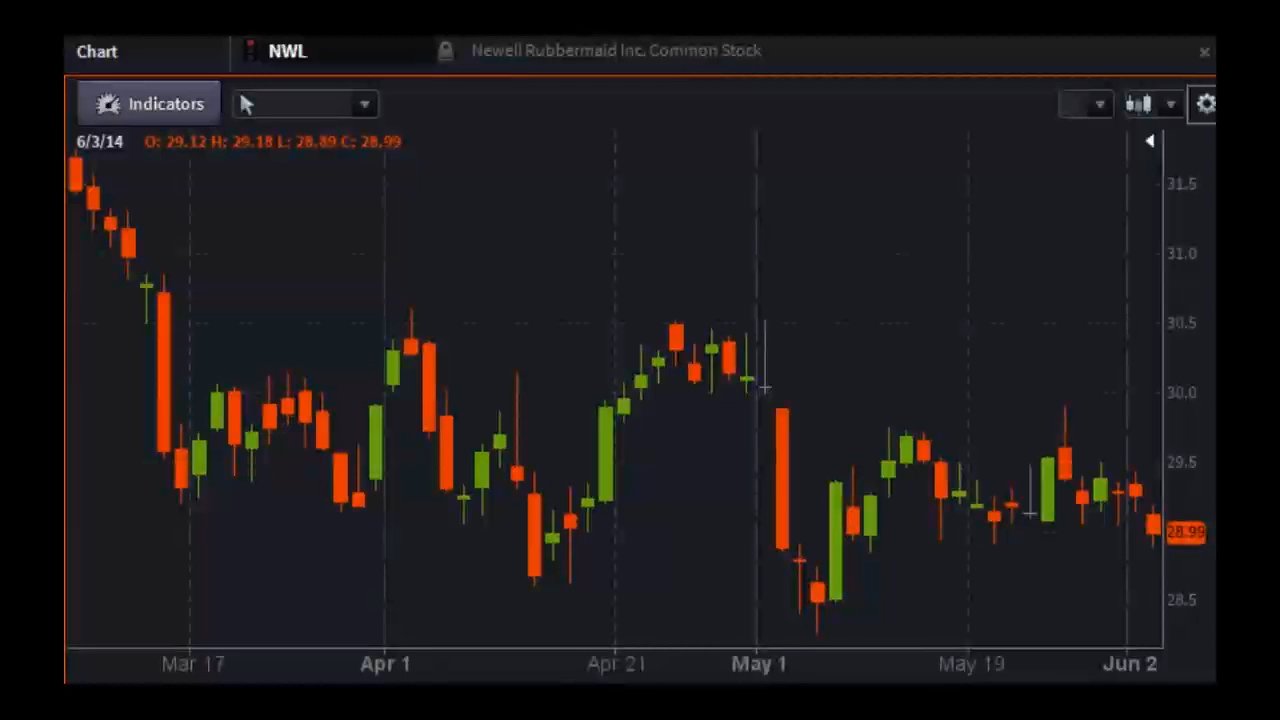 Chart NWL Newell Rubbermaid Inc. Common Stock ×
Indicators
6/3/14 O: 29.12 H: 29.18 L: 28.89 C: 28.99
31.5
31.0
30.5
30.0
29.5
28.99
28.5
Mar 17 Apr 1 Apr 21 May 1 May 19 Jun 2